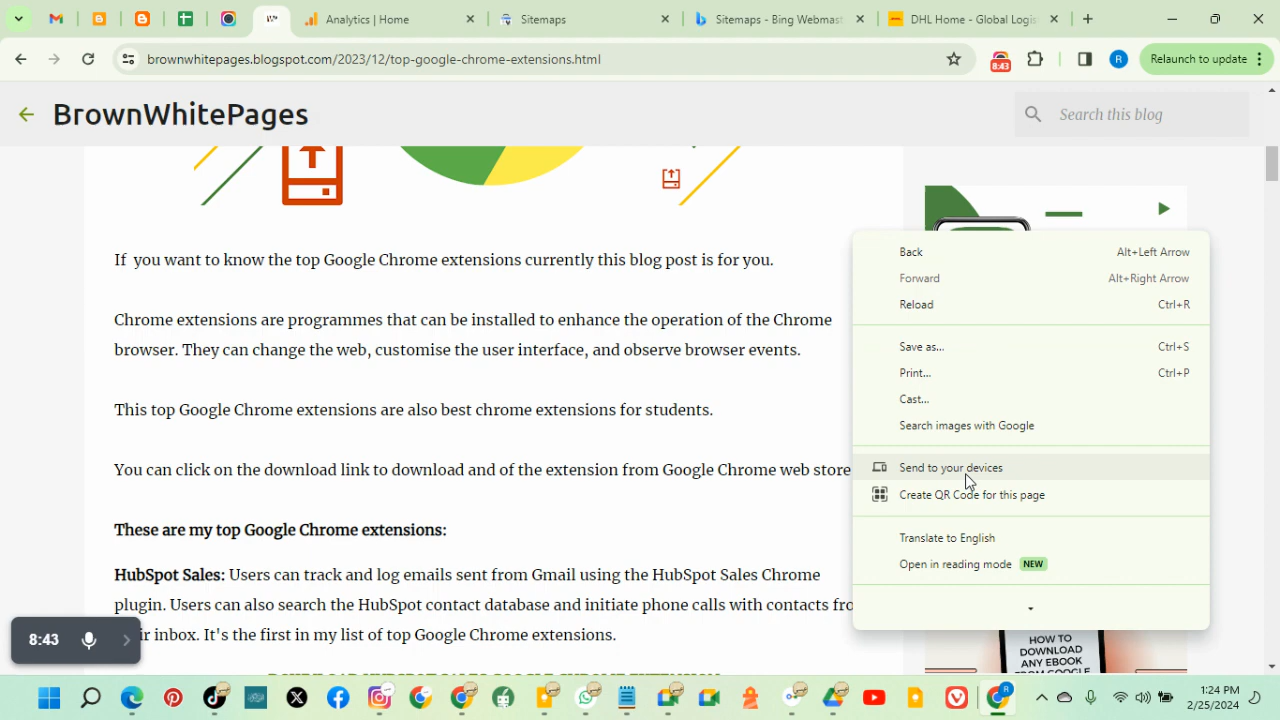 Analytics | Home
Sitemaps
Sitemaps - Bing Webmast
DHL Home - Global Logis
brownwhitepages.blogspot.com/2023/12/top-google-chrome-extensions.html
8:43
R
Relaunch to update
BrownWhitePages
Search this blog
If you want to know the top Google Chrome extensions currently this blog post is for you.
Chrome extensions are programmes that can be installed to enhance the operation of the Chrome
browser. They can change the web, customise the user interface, and observe browser events.
This top Google Chrome extensions are also best chrome extensions for students.
You can click on the download link to download and of the extension from Google Chrome web store
These are my top Google Chrome extensions:
HubSpot Sales: Users can track and log emails sent from Gmail using the HubSpot Sales Chrome
plugin. Users can also search the HubSpot contact database and initiate phone calls with contacts fro
ir inbox. It's the first in my list of top Google Chrome extensions.
Back Alt+Left Arrow
Forward Alt+Right Arrow
Reload Ctrl+R
Save as... Ctrl+S
Print... Ctrl+P
Cast...
Search images with Google
Send to your devices
Create QR Code for this page
Translate to English
Open in reading mode NEW
HOW TO
DOWNLOAD
ANY EBOOK
FROM GOOGLE
8:43
R
1:24 PM
2/25/2024